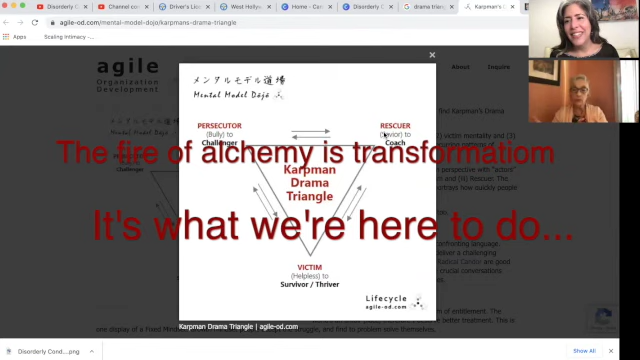 Disorderly C
Channel con
Driver's Lice
West Hollyw
Home - Can
Disorderly C
drama triang
Karpman's D
agile-od.com/mental-model-dojo/karpmans-drama-triangle
Apps
Scaling Intimacy - ...
agile
Organization
Development
About
Inquire
メンタルモデル道場
Mental Model Dōjō
PERSECUTOR
(Bully) to
Challenger
RESCUER
(Savior) to
Coach
The fire of alchemy is transformatiom
Karpman
Drama
Triangle
It's what we're here to do...
VICTIM
(Helpless) to
Survivor / Thriver
Lifecycle
agile-od.com
Karpman Drama Triangle | agile-od.com
Disorderly Cond....png
Show All